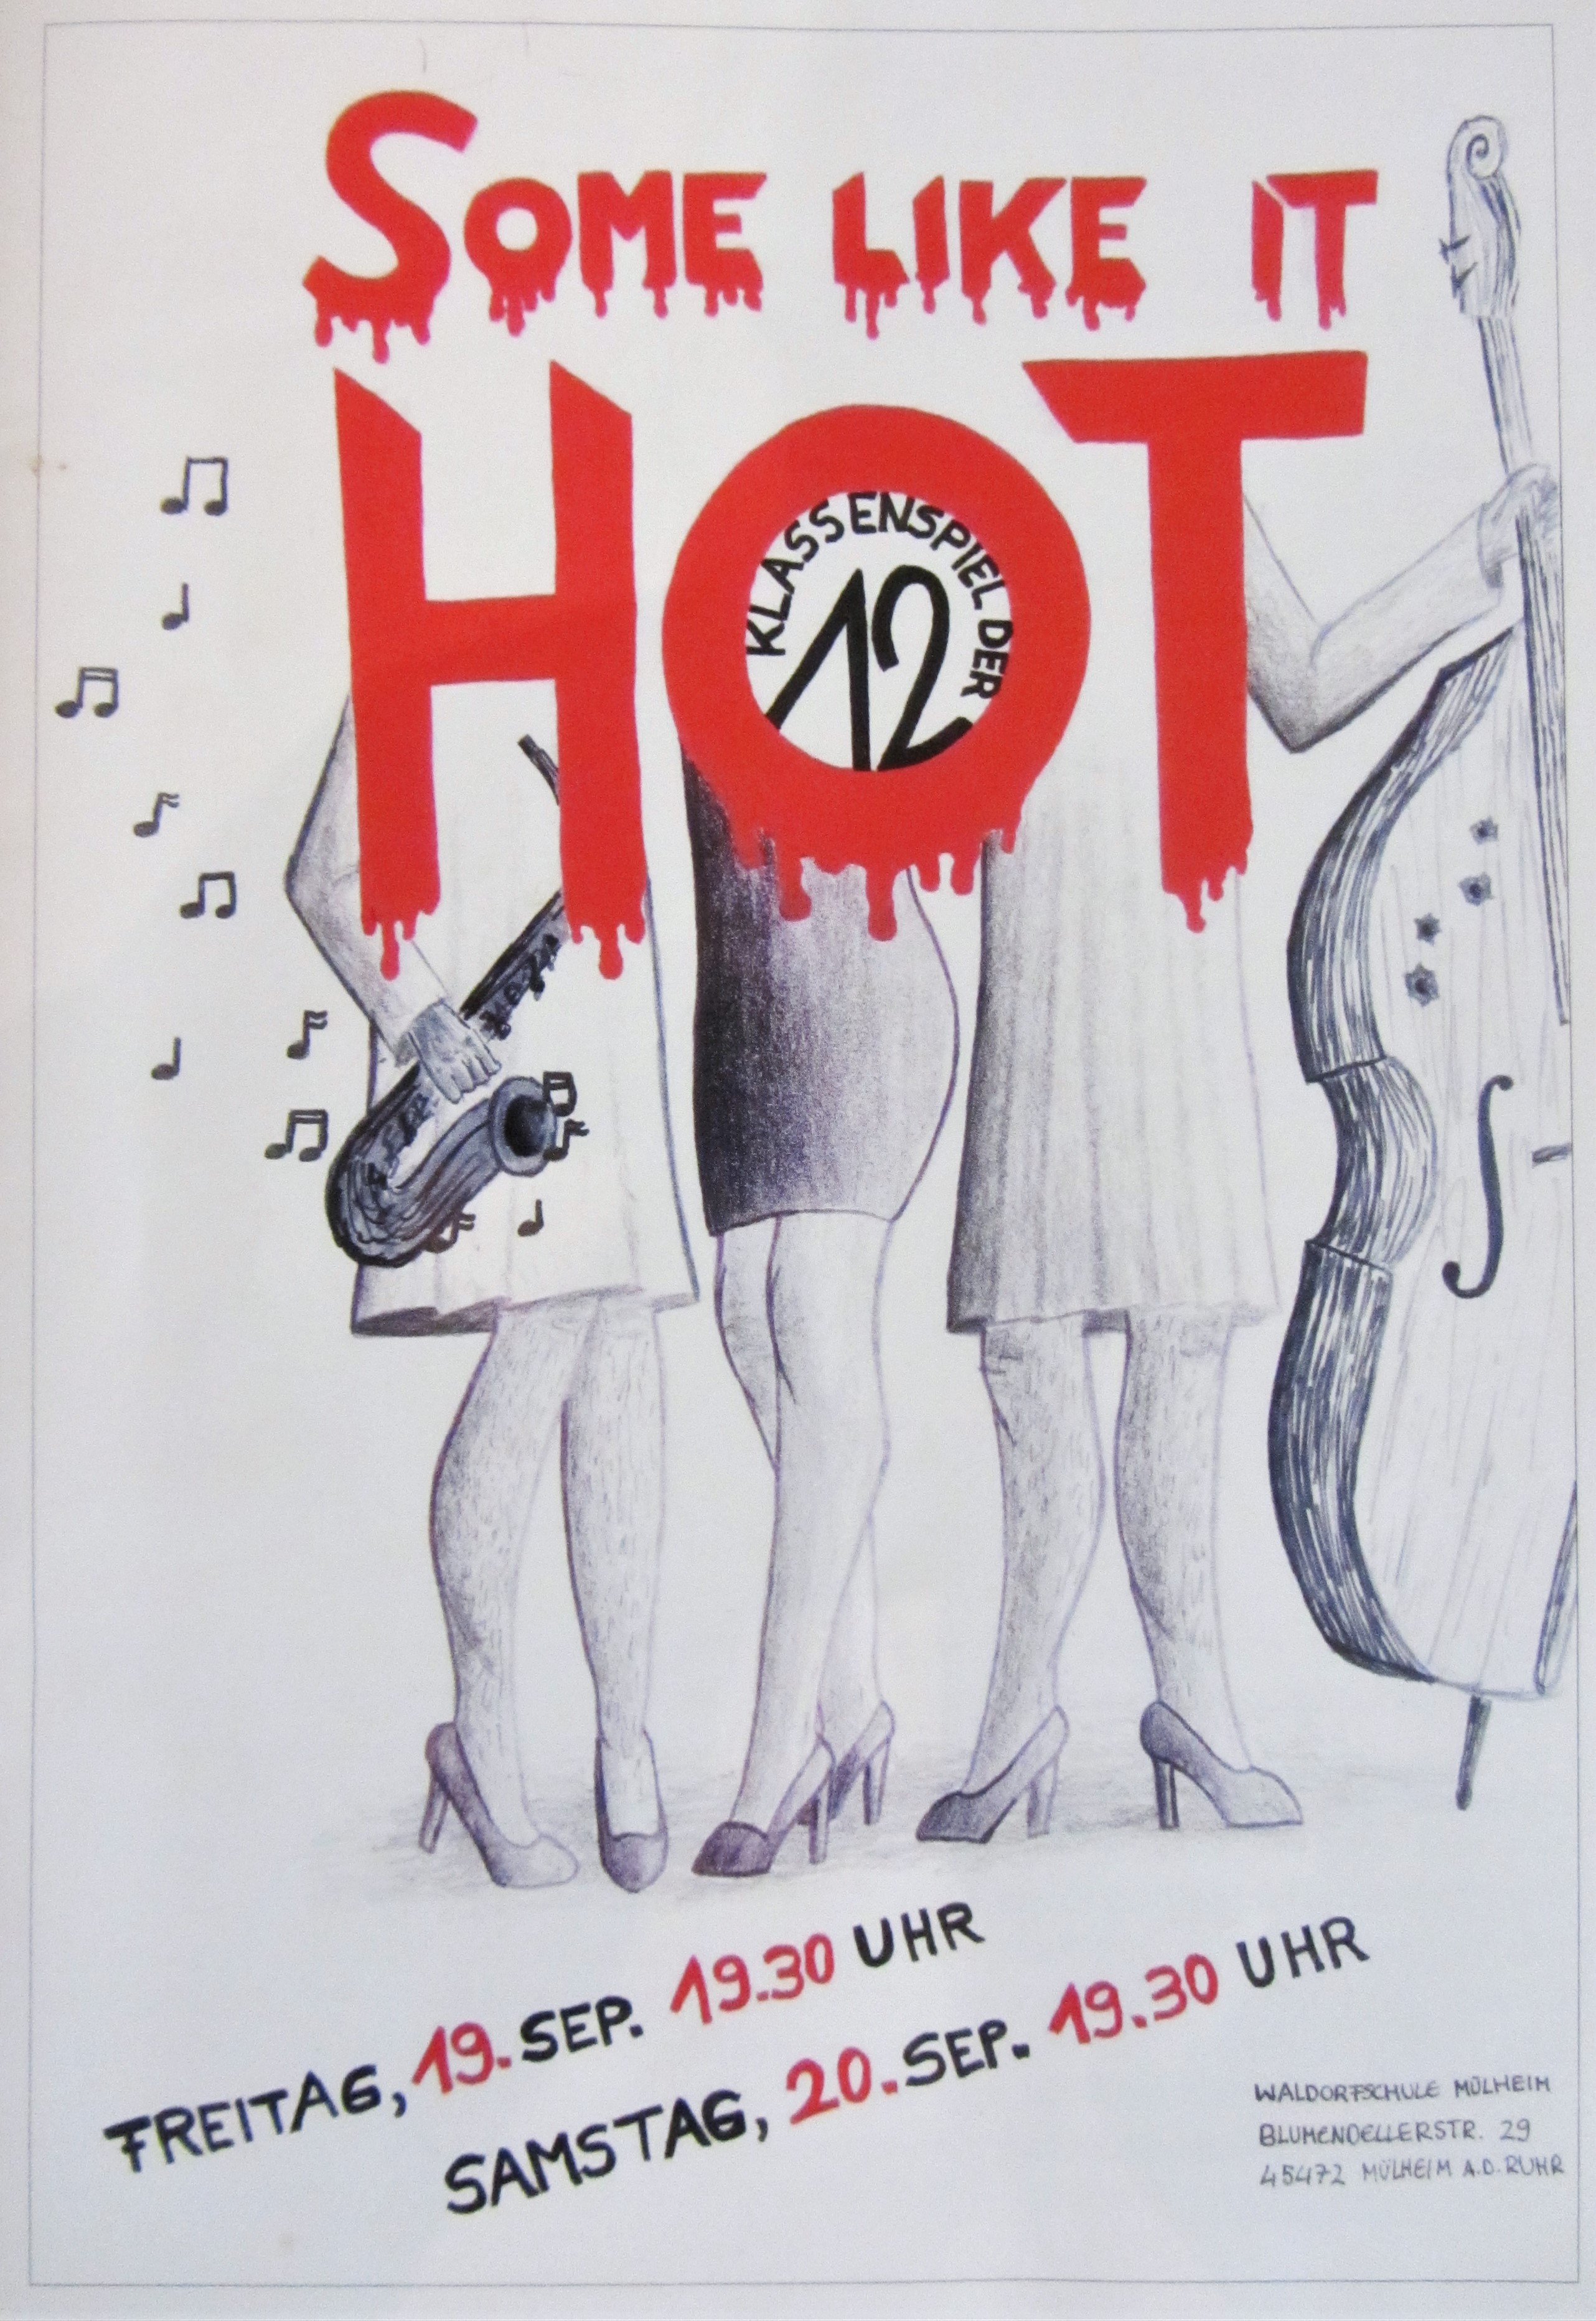 SOME LIKE IT
HOT
KLASSENSPIEL DER
12
FREITAG, 19. SEP. 19.30 UHR
SAMSTAG, 20. SEP. 19.30 UHR
WALDORFSCHULE MÜLHEIM
BLUMENDELLERSTR. 29
45472 MÜLHEIM A.D. RUHR